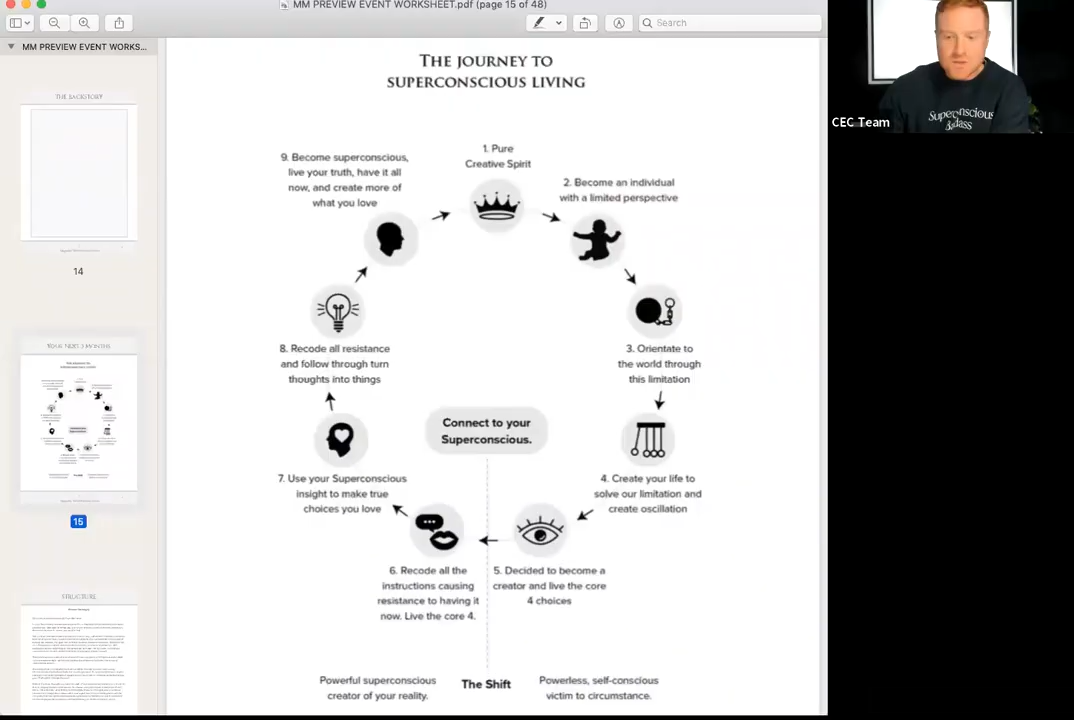 MM PREVIEW EVENT WORKSHEET.pdf (page 15 of 48)
Search
MM PREVIEW EVENT WORKS...
THE BACKSTORY
14
YOUR NEXT 3 MONTHS
15
STRUCTURE
THE JOURNEY TO
SUPERCONSCIOUS LIVING
1. Pure
Creative Spirit
2. Become an individual
with a limited perspective
3. Orientate to
the world through
this limitation
4. Create your life to
solve our limitation and
create oscillation
5. Decided to become a
creator and live the core
4 choices
6. Recode all the
instructions causing
resistance to having it
now. Live the core 4.
7. Use your Superconscious
insight to make true
choices you love
8. Recode all resistance
and follow through turn
thoughts into things
9. Become superconscious,
live your truth, have it all
now, and create more of
what you love
Connect to your
Superconscious.
Powerful superconscious
creator of your reality.
The Shift
Powerless, self-conscious
victim to circumstance.
CEC Team
Superconscious
Badass